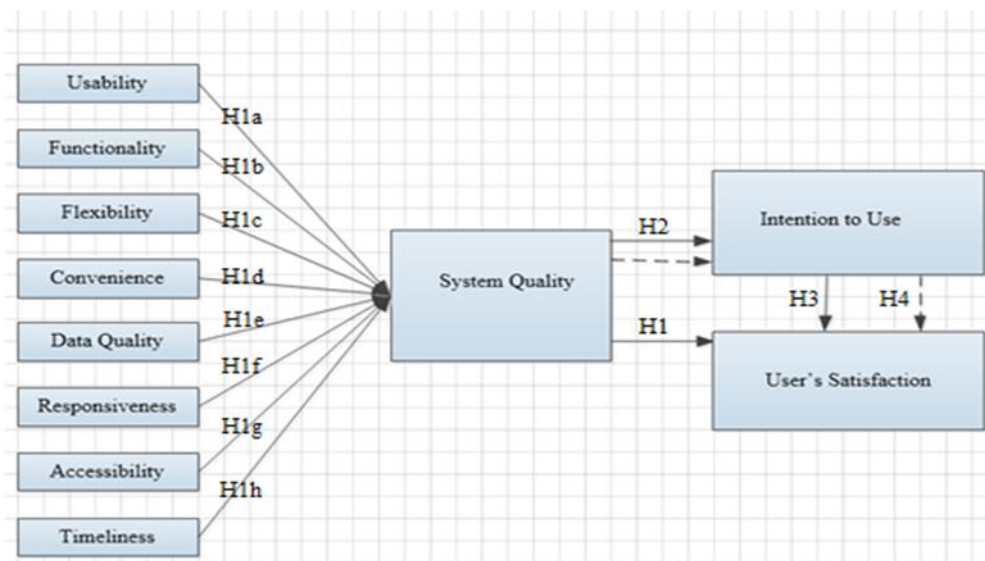 Usability
H1a
Functionality
H1b
Flexibility
H1c
Convenience
H1d
Data Quality
H1e
Responsiveness
H1f
Accessibility
H1g
Timeliness
H1h
System Quality
H2
H1
Intention to Use
H3
H4
User`s Satisfaction